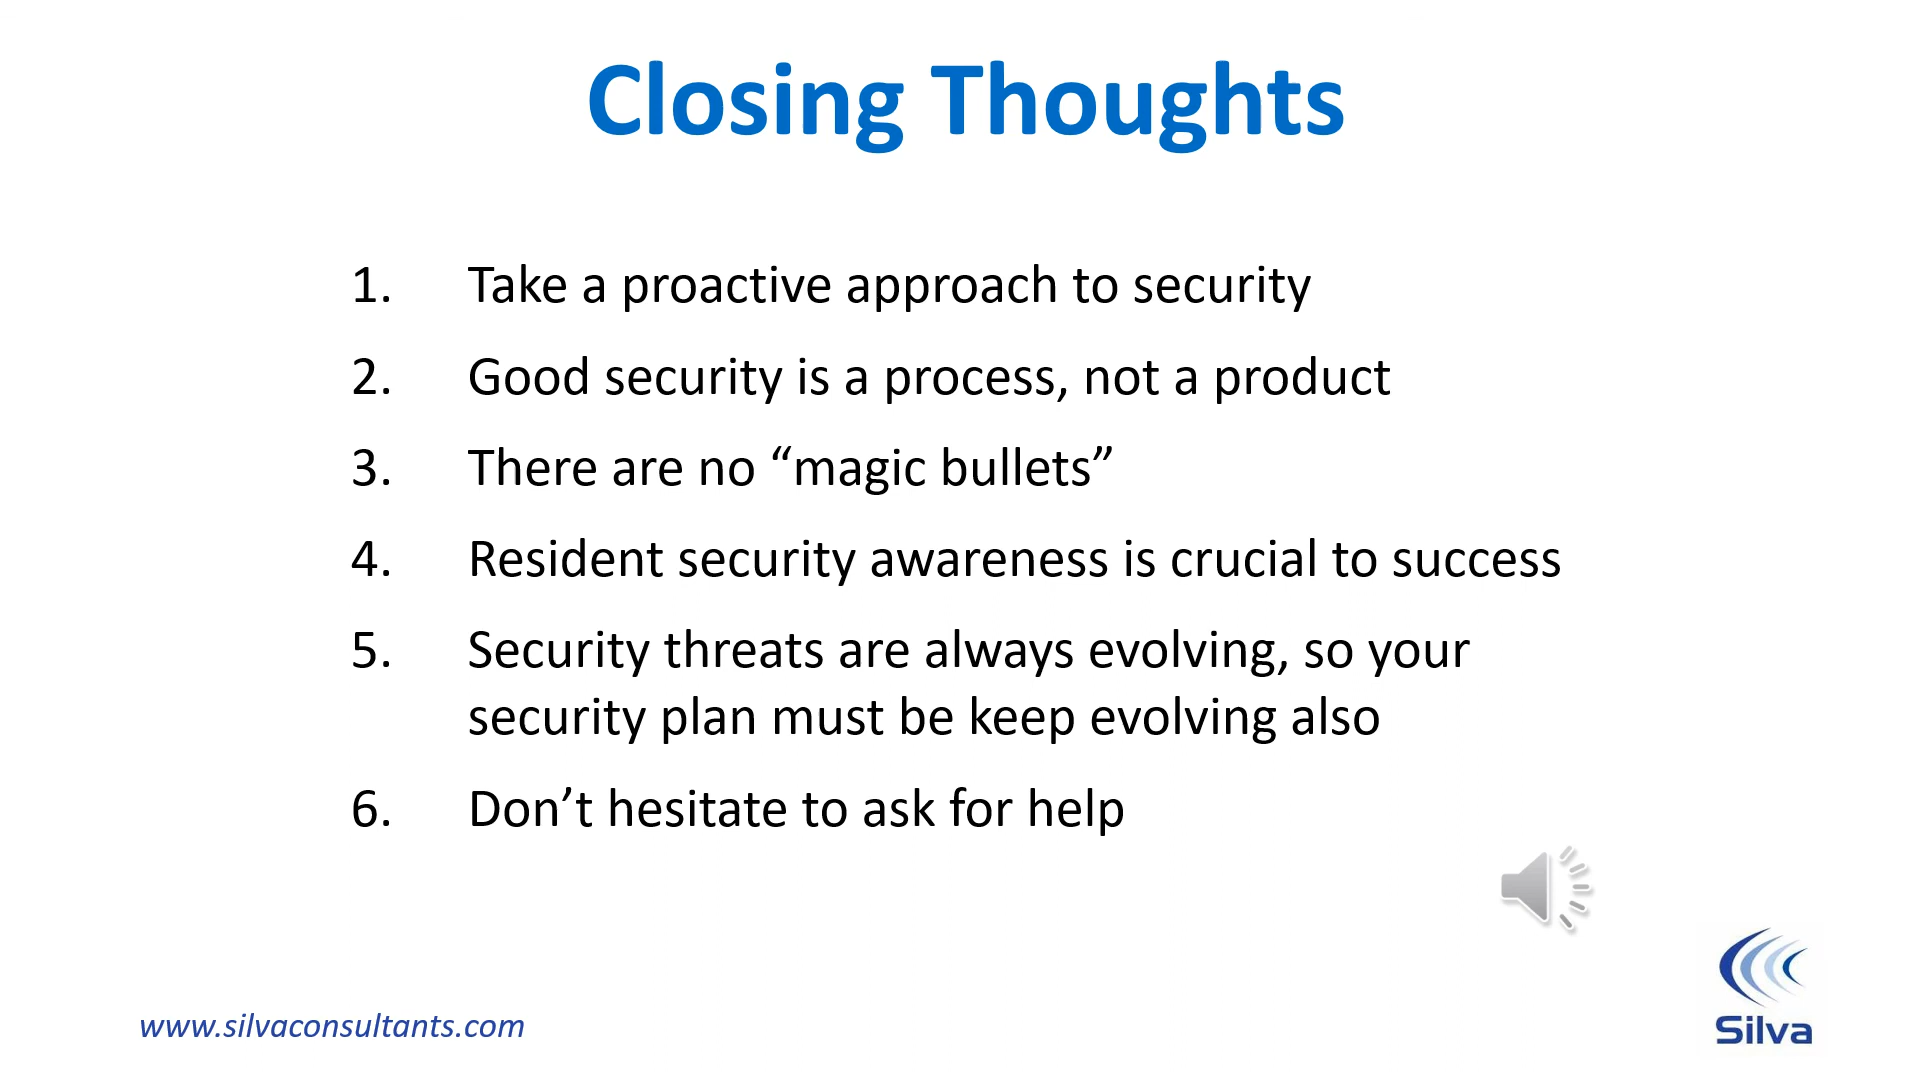 Closing Thoughts
1. Take a proactive approach to security
2. Good security is a process, not a product
3. There are no “magic bullets”
4. Resident security awareness is crucial to success
5. Security threats are always evolving, so your
security plan must be keep evolving also
6. Don’t hesitate to ask for help
www.silvaconsultants.com
Silva